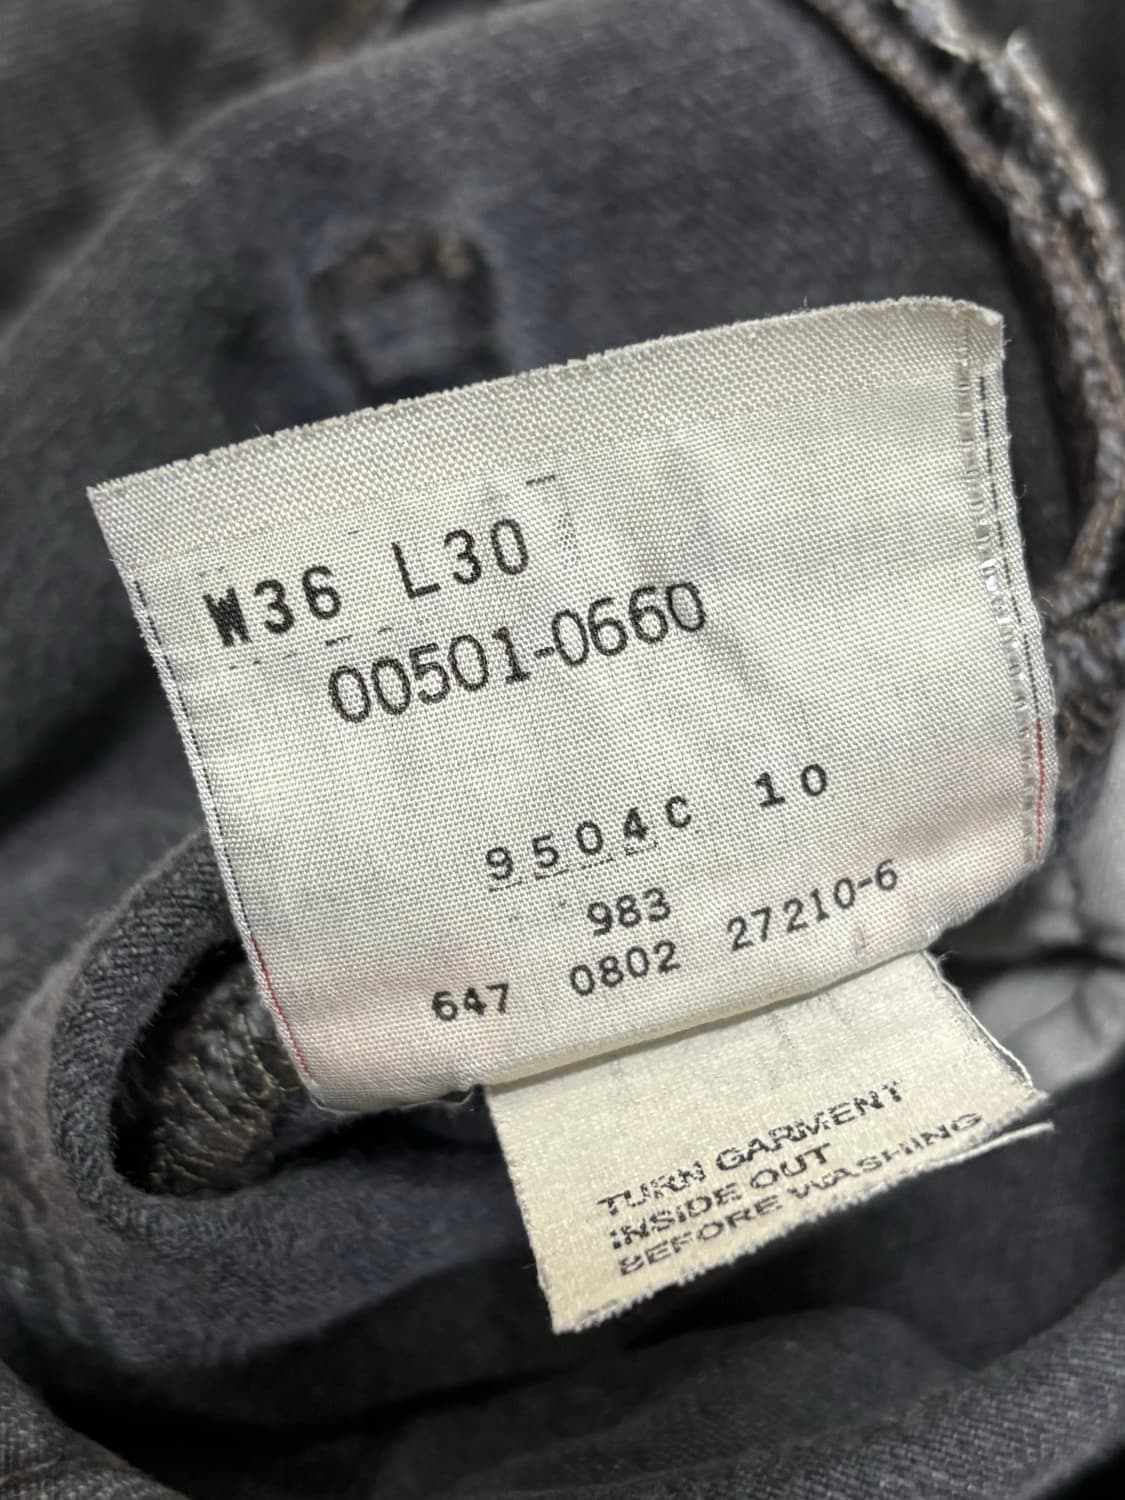 W36 L30
00501-0660
9504C 10
983
647 0802 27210-6
TURN GARMENT
INSIDE OUT
BEFORE WASHING